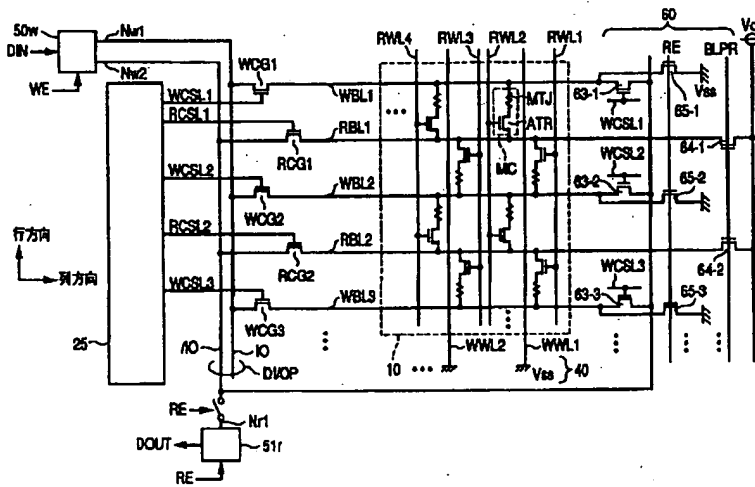 50w
Nw1
DIN
Nw2
WE
WCG1
WCSL1
RCSL1
WBL1
RBL1
RCG1
WCSL2
WBL2
WCG2
RCSL2
RBL2
RCG2
WCSL3
WBL3
WCG3
行方向
列方向
25
/IO
IO
DI/OP
RE
Nr1
DOUT
51r
RE
RWL4
RWL3
RWL2
RWL1
MTJ
ATR
MC
10
WWL2
WWL1
Vss
40
60
RE
BLPR
63-1
65-1
Vss
WCSL1
64-1
WCSL2
63-2
65-2
64-2
WCSL3
63-3
65-3